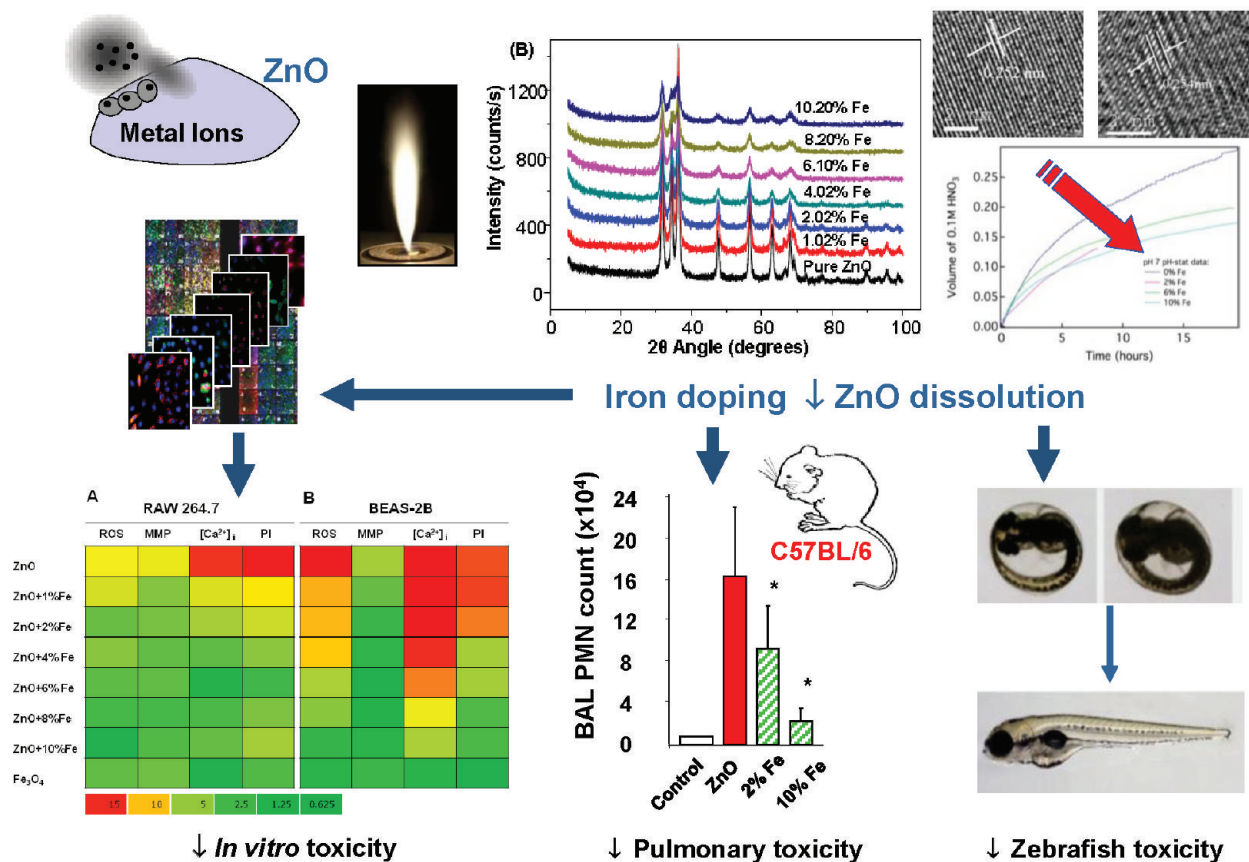 ZnO
Metal Ions
(B)
Intensity (counts/s)
1200
800
400
0
10.20% Fe
8.20% Fe
6.10% Fe
4.02% Fe
2.02% Fe
1.02% Fe
Pure ZnO
0 20 40 60 80 100
2θ Angle (degrees)
0.252 nm
Volume of 0.1M HNO₃
0.25
0.20
0.15
0.10
0.05
0.00
pH 7 pH-stat data:
0% Fe
2% Fe
6% Fe
10% Fe
0 5 10 15
Time (hours)
Iron doping ↓ ZnO dissolution
A RAW 264.7 B BEAS-2B
ROS MMP [Ca²⁺]i PI ROS MMP [Ca²⁺]i PI
ZnO
ZnO+1%Fe
ZnO+2%Fe
ZnO+4%Fe
ZnO+6%Fe
ZnO+8%Fe
ZnO+10%Fe
Fe₃O₄
15 10 5 2.5 1.25 0.625
↓ In vitro toxicity
BAL PMN count (x10⁴)
24
20
16
12
8
4
0
C57BL/6
*
*
Control ZnO 2% Fe 10% Fe
↓ Pulmonary toxicity
↓ Zebrafish toxicity